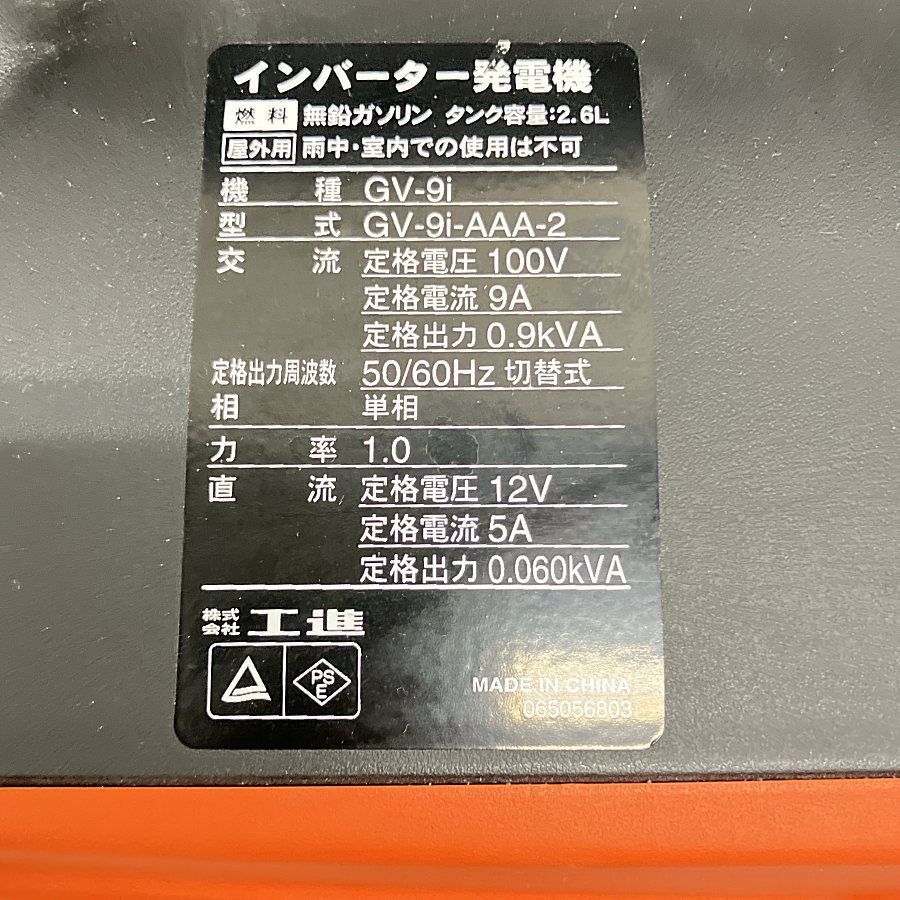 インバーター発電機
燃料 無鉛ガソリン タンク容量:2.6L
屋外用 雨中・室内での使用は不可
機種 GV-9i
型式 GV-9i-AAA-2
交流 定格電圧 100V
定格電流 9A
定格出力 0.9kVA
定格出力周波数 50/60Hz 切替式
相 単相
力率 1.0
直流 定格電圧 12V
定格電流 5A
定格出力 0.060kVA
株式会社 工進
PSE
MADE IN CHINA
065056803